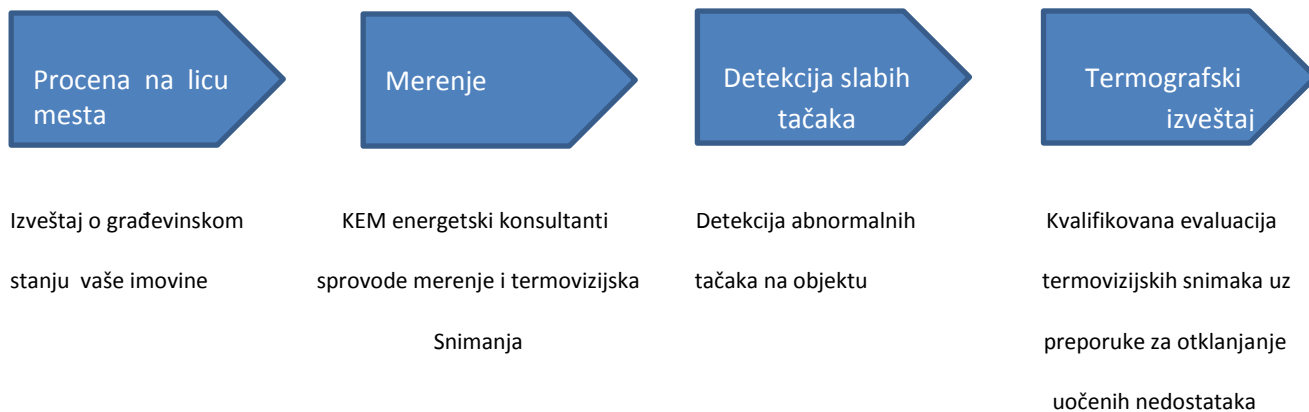 Procena na licu
mesta
Izveštaj o građevinskom
stanju vaše imovine
Merenje
KEM energetski konsultanti
sprovode merenje i termovizijska
Snimanja
Detekcija slabih
tačaka
Detekcija abnormalnih
tačaka na objektu
Termografski
izveštaj
Kvalifikovana evaluacija
termovizijskih snimaka uz
preporuke za otklanjanje
uočenih nedostataka